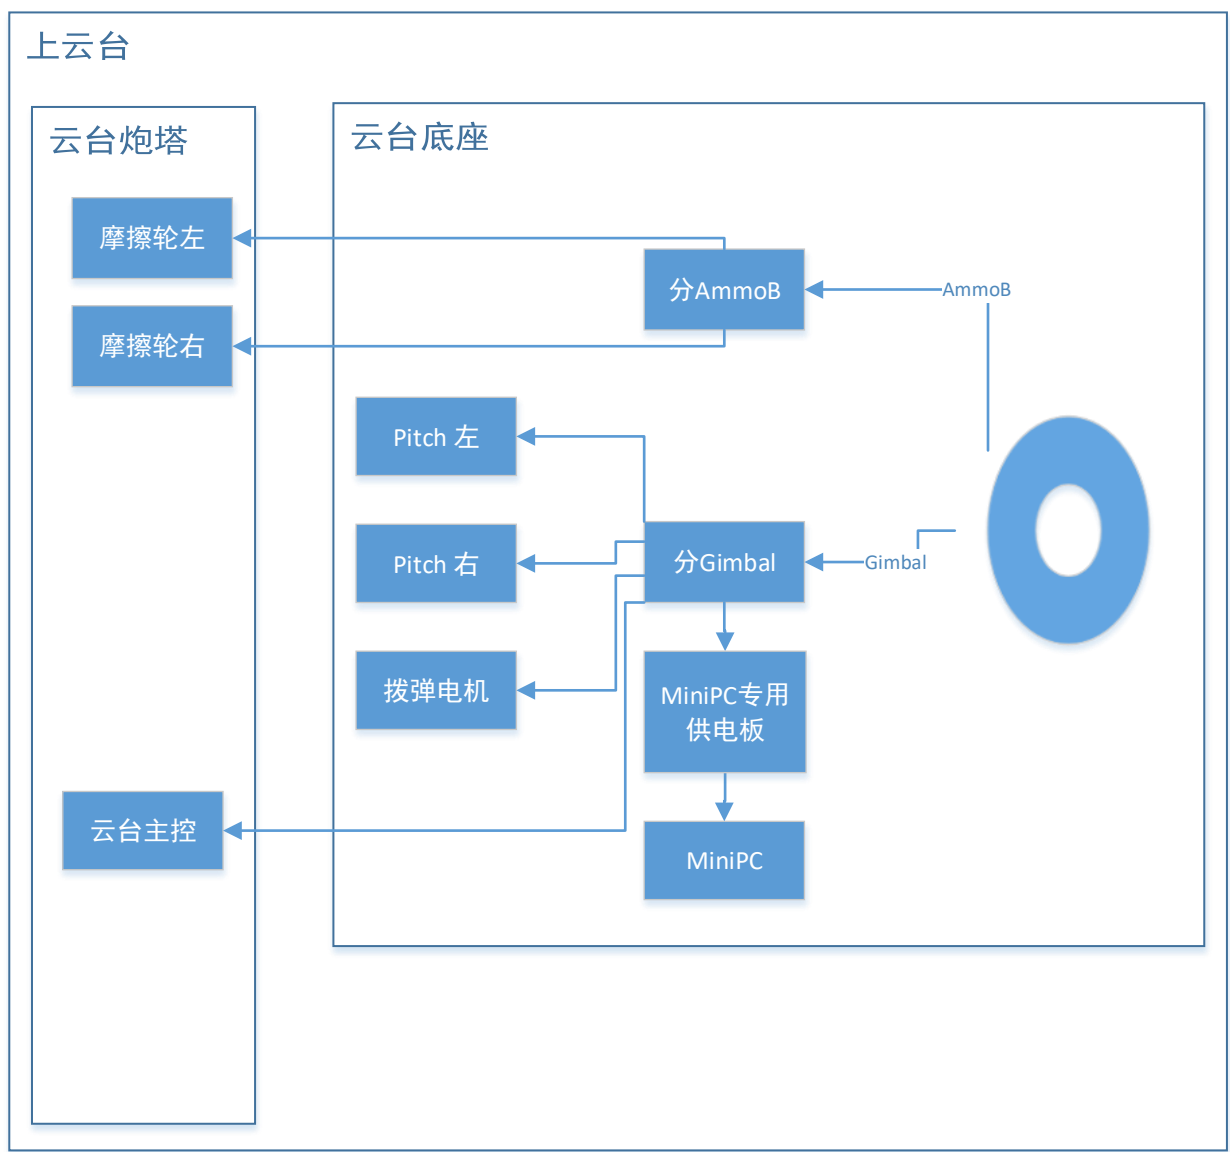 上云台
云台炮塔
云台底座
摩擦轮左
分AmmoB
AmmoB
摩擦轮右
Pitch 左
Pitch 右
分Gimbal
Gimbal
拨弹电机
MiniPC专用
供电板
云台主控
MiniPC